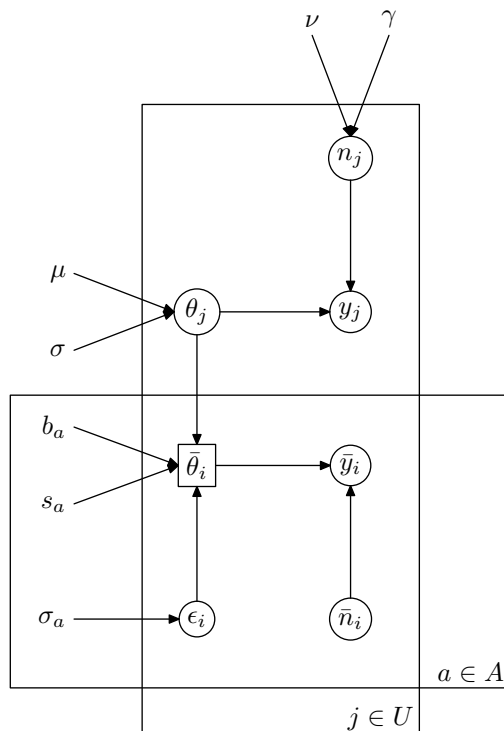 ν γ
n_j
μ
θ_j y_j
σ
b_a
θ̄_i ȳ_i
s_a
σ_a ϵ_i n̄_i
a ∈ A
j ∈ U